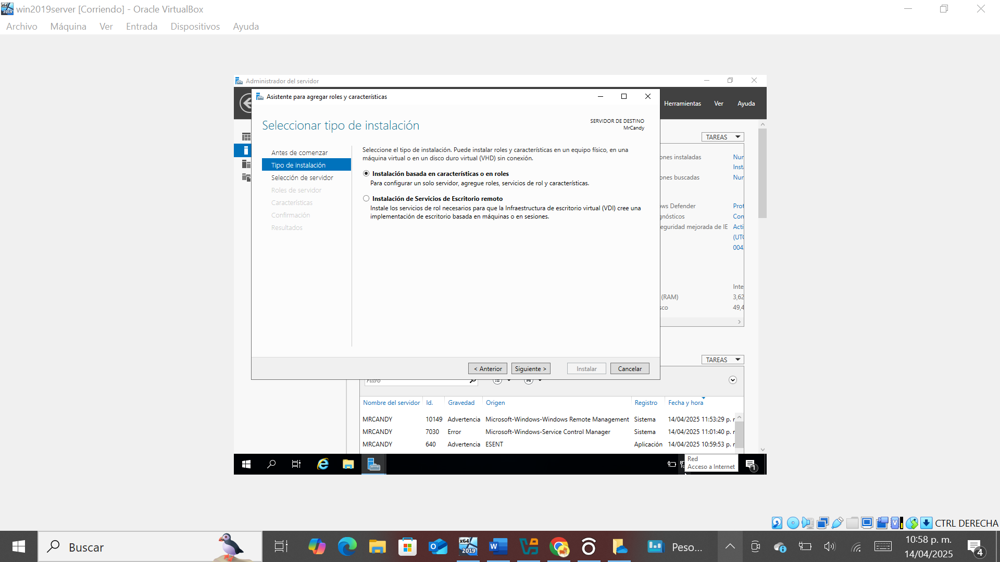 win2019server [Corriendo] - Oracle VirtualBox
Archivo Máquina Ver Entrada Dispositivos Ayuda
Administrador del servidor
Asistente para agregar roles y características
Herramientas Ver Ayuda
Seleccionar tipo de instalación
SERVIDOR DE DESTINO
MrCandy
TAREAS
Antes de comenzar
Tipo de instalación
Selección de servidor
Roles de servidor
Características
Confirmación
Resultados
Seleccione el tipo de instalación. Puede instalar roles y características en un equipo físico, en una
máquina virtual o en un disco duro virtual (VHD) sin conexión.
Instalación basada en características o en roles
Para configurar un solo servidor, agregue roles, servicios de rol y características.
Instalación de Servicios de Escritorio remoto
Instale los servicios de rol necesarios para que la Infraestructura de escritorio virtual (VDI) cree una
implementación de escritorio basada en máquinas o en sesiones.
ones instaladas Nun
Inst
ones buscadas Nun
ws Defender Prot
gnósticos Con
eguridad mejorada de IE Acti
(UTC
004
Inte
(RAM) 3,62
sco 49,4
< Anterior Siguiente > Instalar Cancelar
TAREAS
Filtro
Nombre del servidor Id. Gravedad Origen Registro Fecha y hora
MRCANDY 10149 Advertencia Microsoft-Windows-Windows Remote Management Sistema 14/04/2025 11:53:29 p. r
MRCANDY 7030 Error Microsoft-Windows-Service Control Manager Sistema 14/04/2025 11:01:40 p. r
MRCANDY 640 Advertencia ESENT Aplicación 14/04/2025 10:59:53 p. r
Red
Acceso a Internet
1
CTRL DERECHA
Buscar
x64
2019
Peso...
10:58 p. m.
14/04/2025
4